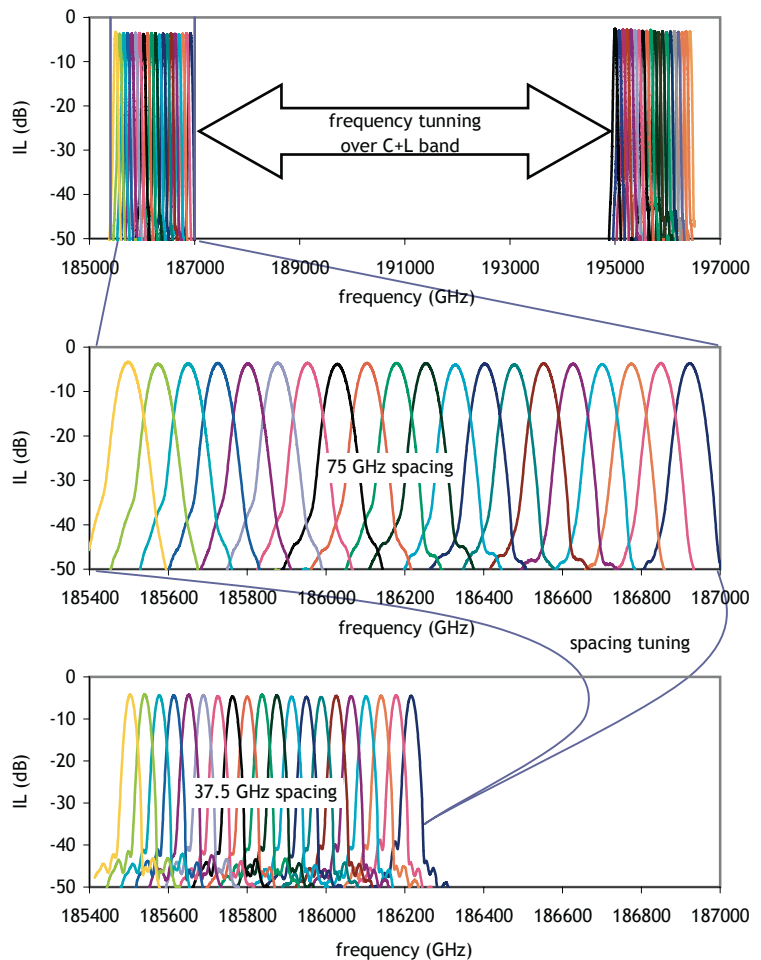 0
-10
-20
-30
-40
-50
IL (dB)
frequency tunning
over C+L band
185000 187000 189000 191000 193000 195000 197000
frequency (GHz)
0
-10
-20
-30
-40
-50
IL (dB)
75 GHz spacing
185400 185600 185800 186000 186200 186400 186600 186800 187000
frequency (GHz)
spacing tuning
0
-10
-20
-30
-40
-50
IL (dB)
37.5 GHz spacing
185400 185600 185800 186000 186200 186400 186600 186800 187000
frequency (GHz)